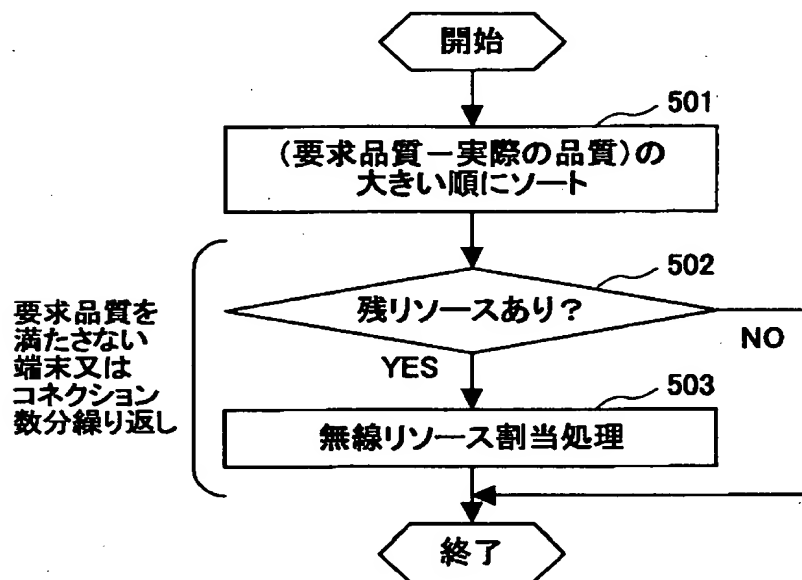 開始
501
(要求品質－実際の品質)の
大きい順にソート
502
残リソースあり?
要求品質を
満たさない
端末又は
コネクション
数分繰り返し
NO
YES
503
無線リソース割当処理
終了